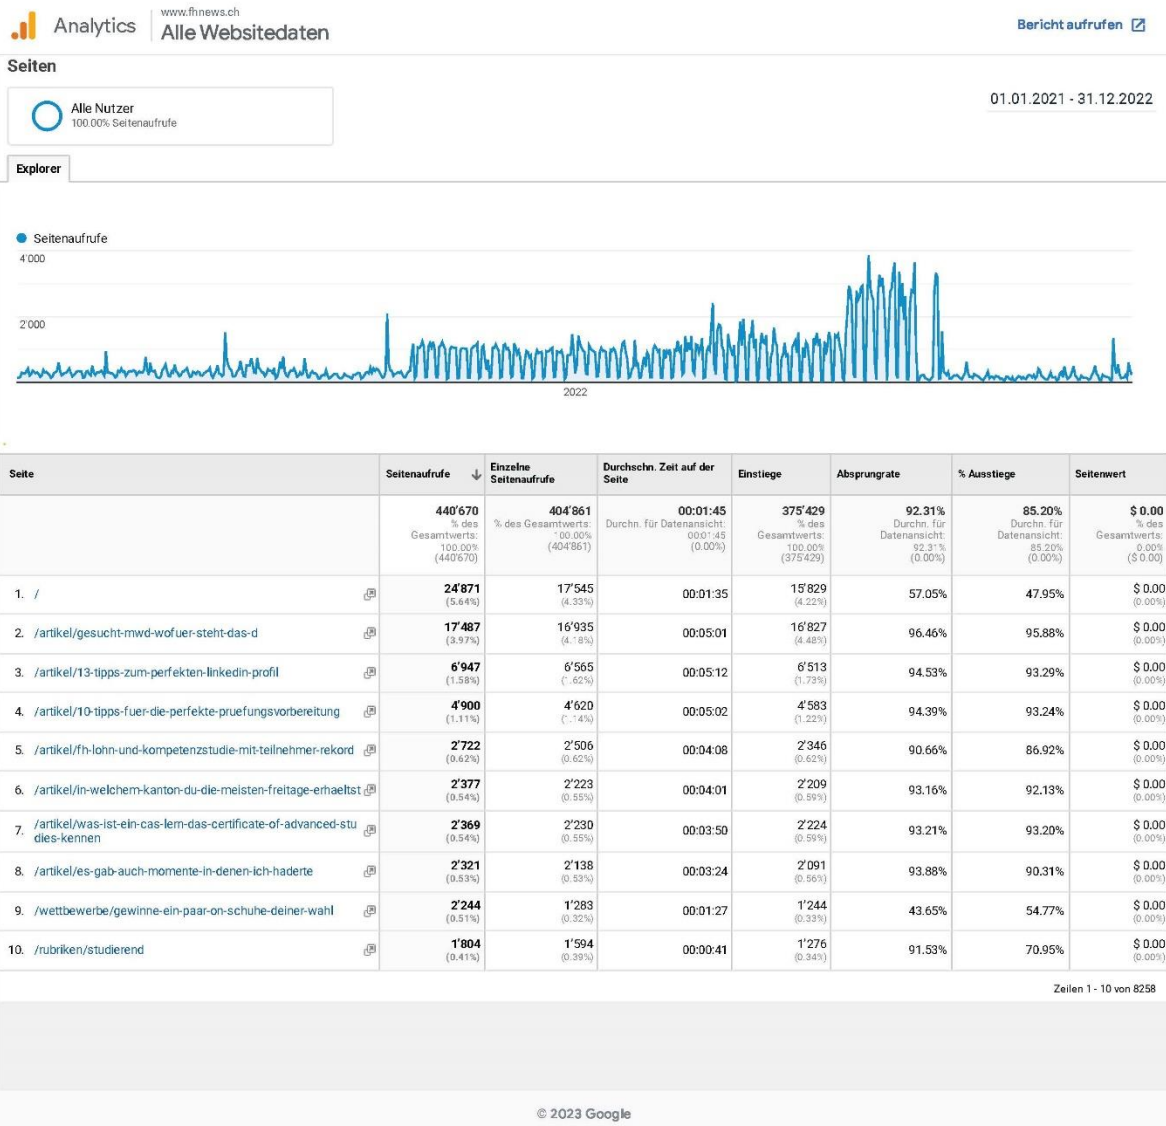 Analytics
www.fhnews.ch
Alle Websitedaten
Bericht aufrufen
Seiten
Alle Nutzer
100.00% Seitenaufrufe
01.01.2021 - 31.12.2022
Explorer
Seitenaufrufe
4'000
2'000
2022
Seite Seitenaufrufe Einzelne Seitenaufrufe Durchschn. Zeit auf der Seite Einstiege Absprungrate % Ausstiege Seitenwert
440'670 404'861 00:01:45 375'429 92.31% 85.20% $ 0.00
% des Gesamtwerts: 100.00% (440'670) % des Gesamtwerts: 100.00% (404'861) Durchn. für Datenansicht: 00:01:45 (0.00%) % des Gesamtwerts: 100.00% (375'429) Durchn. für Datenansicht: 92.31% (0.00%) Durchn. für Datenansicht: 85.20% (0.00%) % des Gesamtwerts: 0.00% ($ 0.00)
1. / 24'871 (5.64%) 17'545 (4.33%) 00:01:35 15'829 (4.22%) 57.05% 47.95% $ 0.00 (0.00%)
2. /artikel/gesucht-mwd-wofuer-steht-das-d 17'487 (3.97%) 16'935 (4.18%) 00:05:01 16'827 (4.48%) 96.46% 95.88% $ 0.00 (0.00%)
3. /artikel/13-tipps-zum-perfekten-linkedin-profil 6'947 (1.58%) 6'565 (1.62%) 00:05:12 6'513 (1.73%) 94.53% 93.29% $ 0.00 (0.00%)
4. /artikel/10-tipps-fuer-die-perfekte-pruefungsvorbereitung 4'900 (1.11%) 4'620 (1.14%) 00:05:02 4'583 (1.22%) 94.39% 93.24% $ 0.00 (0.00%)
5. /artikel/fh-lohn-und-kompetenzstudie-mit-teilnehmer-rekord 2'722 (0.62%) 2'506 (0.62%) 00:04:08 2'346 (0.62%) 90.66% 86.92% $ 0.00 (0.00%)
6. /artikel/in-welchem-kanton-du-die-meisten-freitage-erhaeltst 2'377 (0.54%) 2'223 (0.55%) 00:04:01 2'209 (0.59%) 93.16% 92.13% $ 0.00 (0.00%)
7. /artikel/was-ist-ein-cas-lern-das-certificate-of-advanced-studies-kennen 2'369 (0.54%) 2'230 (0.55%) 00:03:50 2'224 (0.59%) 93.21% 93.20% $ 0.00 (0.00%)
8. /artikel/es-gab-auch-momente-in-denen-ich-haderte 2'321 (0.53%) 2'138 (0.53%) 00:03:24 2'091 (0.56%) 93.88% 90.31% $ 0.00 (0.00%)
9. /wettbewerbe/gewinne-ein-paar-on-schuhe-deiner-wahl 2'244 (0.51%) 1'283 (0.32%) 00:01:27 1'244 (0.33%) 43.65% 54.77% $ 0.00 (0.00%)
10. /rubriken/studierend 1'804 (0.41%) 1'594 (0.39%) 00:00:41 1'276 (0.34%) 91.53% 70.95% $ 0.00 (0.00%)
Zeilen 1 - 10 von 8258
© 2023 Google